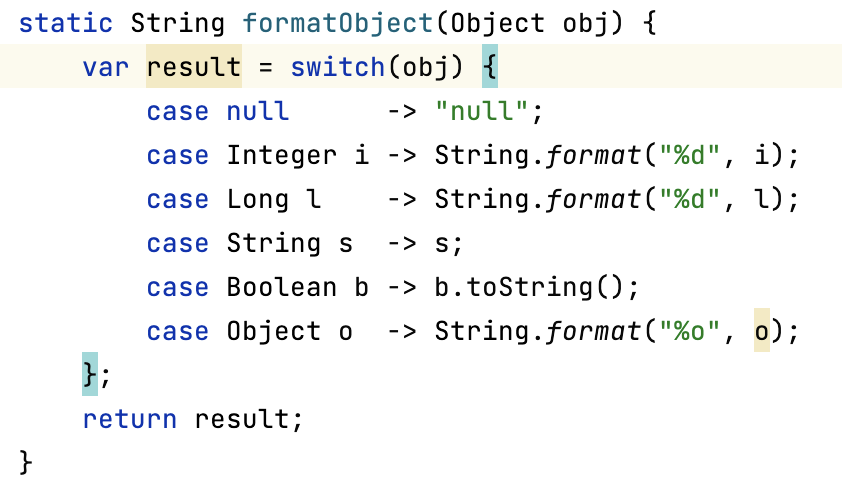 static String formatObject(Object obj) {
    var result = switch(obj) {
        case null      -> "null";
        case Integer i -> String.format("%d", i);
        case Long l    -> String.format("%d", l);
        case String s  -> s;
        case Boolean b -> b.toString();
        case Object o  -> String.format("%o", o);
    };
    return result;
}